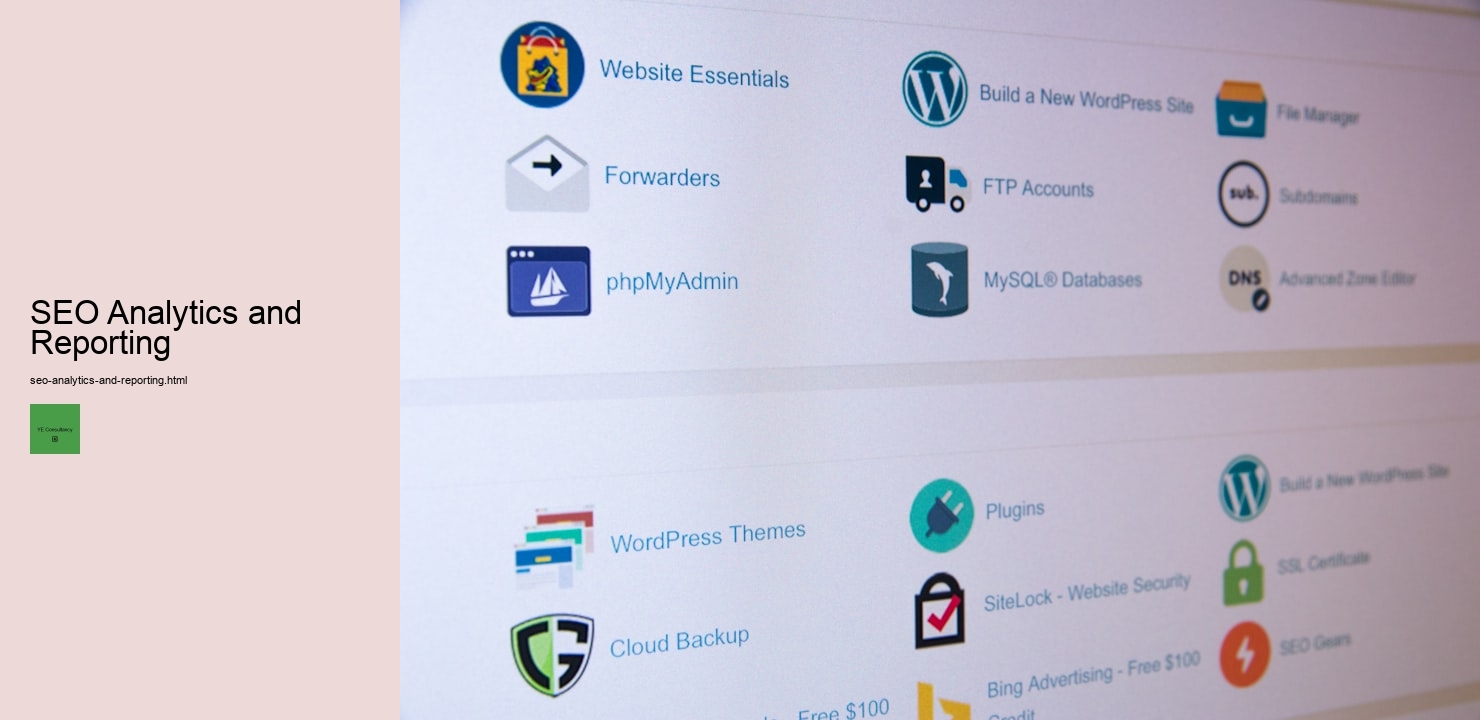 SEO Analytics and
Reporting
seo-analytics-and-reporting.html
YE Consultancy
Website Essentials
Build a New WordPress Site
File Manager
Forwarders
FTP Accounts
sub.
Subdomains
phpMyAdmin
MySQL® Databases
DNS
Advanced Zone Editor
WordPress Themes
Plugins
Build a New WordPress Site
SiteLock - Website Security
SSL Certificate
Cloud Backup
SEO Gears
Bing Advertising - Free $100
Credit
- Free $100